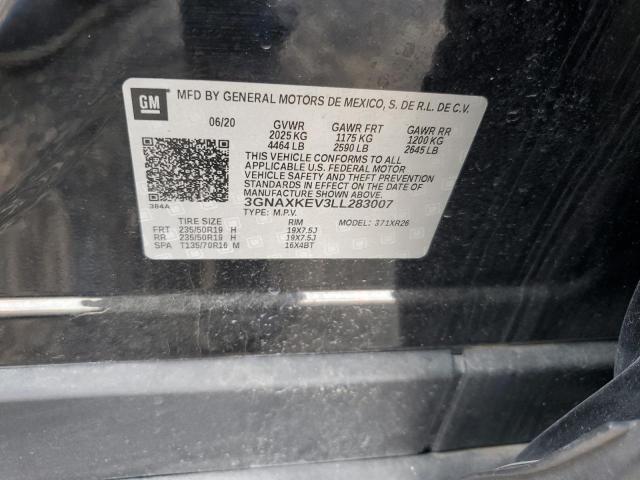 GM MFD BY GENERAL MOTORS DE MEXICO, S. DE R.L. DE C.V.
06/20 GVWR GAWR FRT GAWR RR
2025 KG 1175 KG 1200 KG
4464 LB 2590 LB 2645 LB
THIS VEHICLE CONFORMS TO ALL
APPLICABLE U.S. FEDERAL MOTOR
VEHICLE SAFETY AND THEFT
PREVENTION STANDARDS IN EFFECT ON THE DATE OF
MANUFACTURE SHOWN ABOVE.
384A 3GNAXKEV3LL283007
TYPE: M.P.V. MODEL: 371XR26
TIRE SIZE RIM
FRT 235/50R19 H 19X7.5J
RR 235/50R19 H 19X7.5J
SPA T135/70R16 M 16X4BT